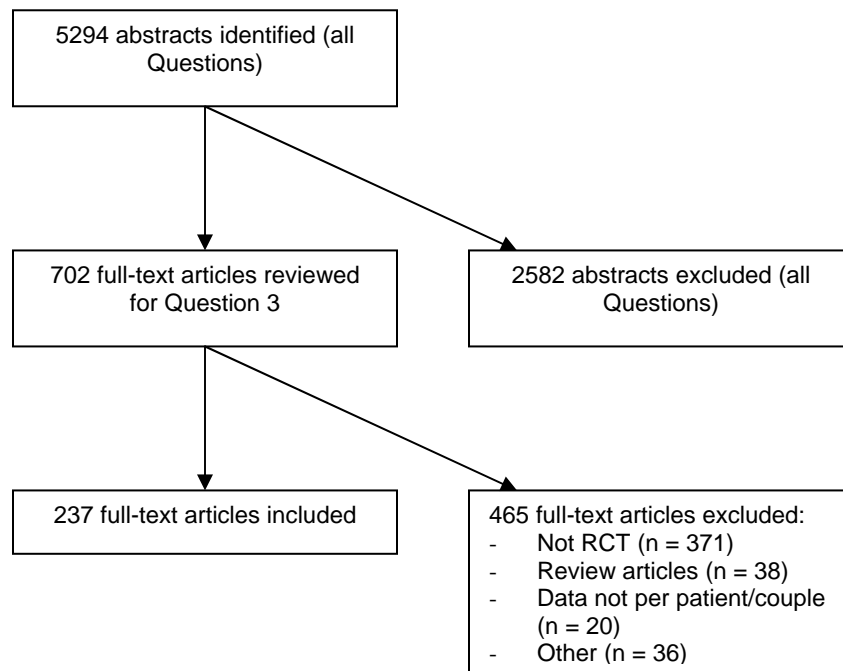 5294 abstracts identified (all
Questions)
702 full-text articles reviewed
for Question 3
2582 abstracts excluded (all
Questions)
237 full-text articles included
465 full-text articles excluded:
- Not RCT (n = 371)
- Review articles (n = 38)
- Data not per patient/couple
(n = 20)
- Other (n = 36)